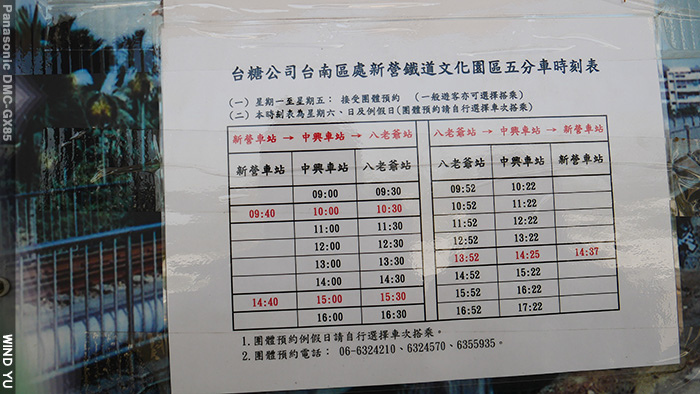 Panasonic DMC-GX85
台糖公司台南區處新營鐵道文化園區五分車時刻表
(一) 星期一至星期五： 接受團體預約 (一般遊客亦可選擇搭乘)
(二) 本時刻表為星期六、日及例假日(團體預約請自行選擇車次搭乘)
新營車站 → 中興車站 → 八老爺站 八老爺站 → 中興車站 → 新營車站
新營車站 中興車站 八老爺站 八老爺站 中興車站 新營車站
09:00 09:30 09:52 10:22
09:40 10:00 10:30 10:52 11:22
11:00 11:30 11:52 12:22
12:00 12:30 12:52 13:22
13:00 13:30 13:52 14:25 14:37
14:00 14:30 14:52 15:22
14:40 15:00 15:30 15:52 16:22
16:00 16:30 16:52 17:22
1.團體預約例假日請自行選擇車次搭乘。
2.團體預約電話： 06-6324210、6324570、6355935。
WIND YU